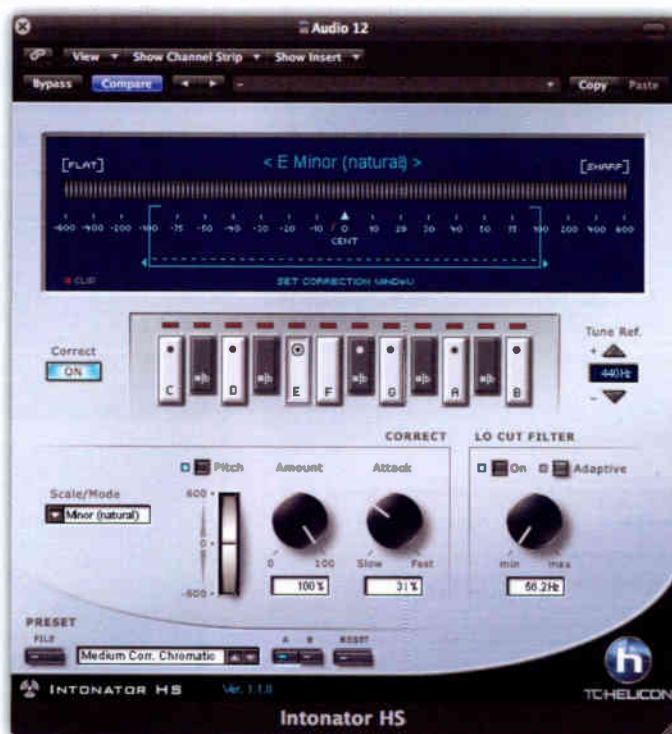 Audio 12
View Show Channel Strip Show Insert
Bypass Compare - Copy Paste
< E Minor (natural) >
[FLAT] [SHARP]
-600 -400 -200 -100 -75 -50 -30 -20 -10 0 10 20 30 40 50 75 100 200 400 600
CENT
CLIP SET CORRECTION WINDOW
Correct
ON
C #|b D #|b E F #|b G #|b A #|b B
Tune Ref.
+
440Hz
-
CORRECT LO CUT FILTER
Pitch Amount Attack On Adaptive
Scale/Mode
Minor (natural)
600
0
-600
0 100 Slow Fast min max
100% 31% 56.2Hz
PRESET
FILE A B RESET
Medium Corr. Chromatic
h
INTONATOR HS Ver. 1.1.0 TC HELICON
Intonator HS